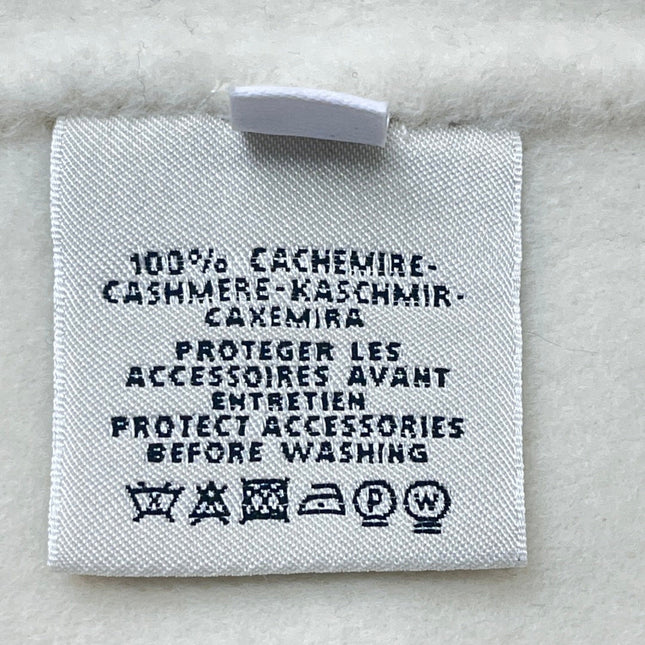 100% CACHEMIRE-
CASHMERE-KASCHMIR-
CAXEMIRA
PROTEGER LES
ACCESSOIRES AVANT
ENTRETIEN
PROTECT ACCESSORIES
BEFORE WASHING
P W